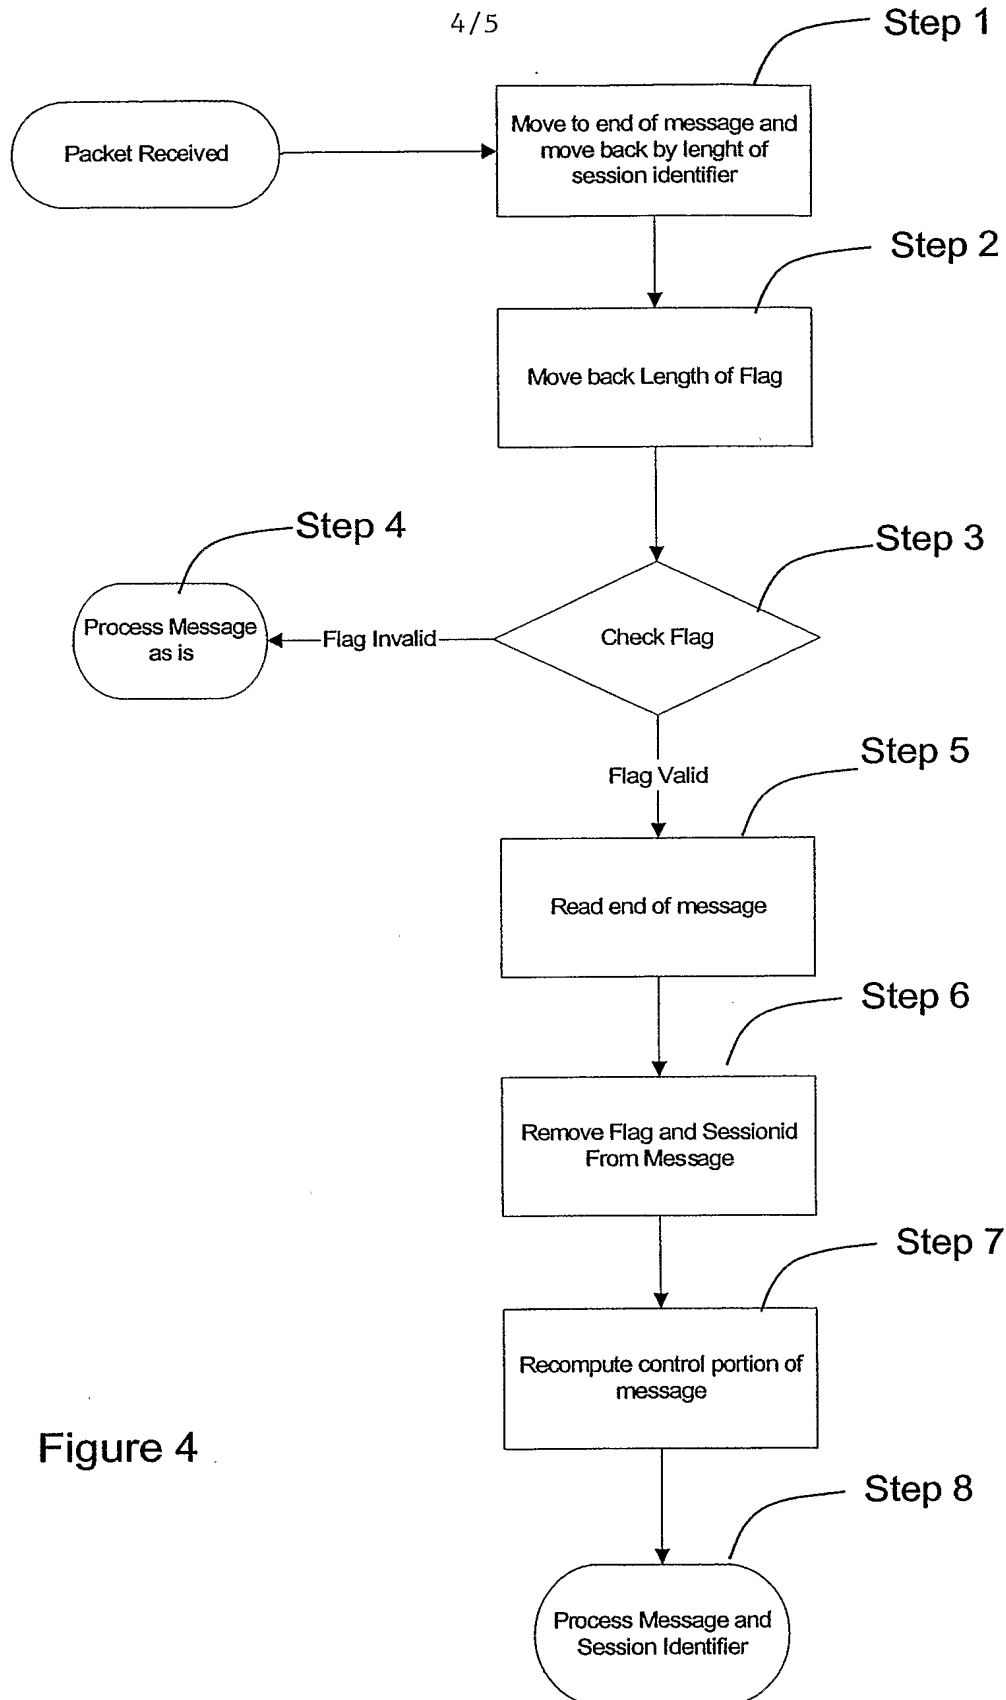 4/5
Step 1
Packet Received
Move to end of message and
move back by lenght of
session identifier
Step 2
Move back Length of Flag
Step 4
Step 3
Process Message
as is
Flag Invalid
Check Flag
Flag Valid
Step 5
Read end of message
Step 6
Remove Flag and Sessionid
From Message
Step 7
Recompute control portion of
message
Figure 4
Step 8
Process Message and
Session Identifier